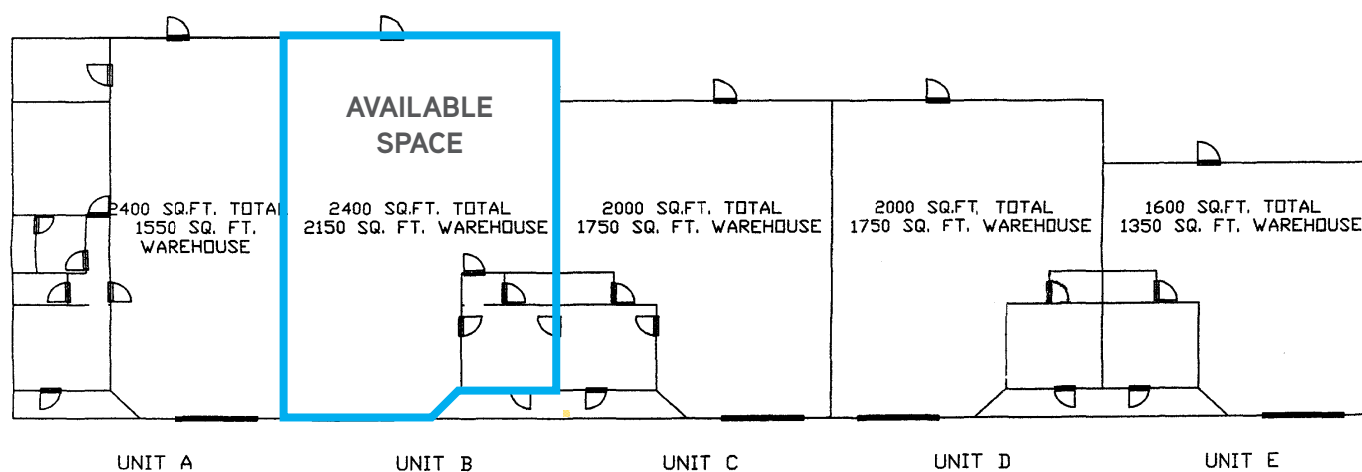 AVAILABLE
SPACE
2400 SQ.FT. TOTAL
1550 SQ. FT.
WAREHOUSE
2400 SQ.FT. TOTAL
2150 SQ. FT. WAREHOUSE
2000 SQ.FT. TOTAL
1750 SQ. FT. WAREHOUSE
2000 SQ.FT. TOTAL
1750 SQ. FT. WAREHOUSE
1600 SQ.FT. TOTAL
1350 SQ. FT. WAREHOUSE
UNIT A
UNIT B
UNIT C
UNIT D
UNIT E